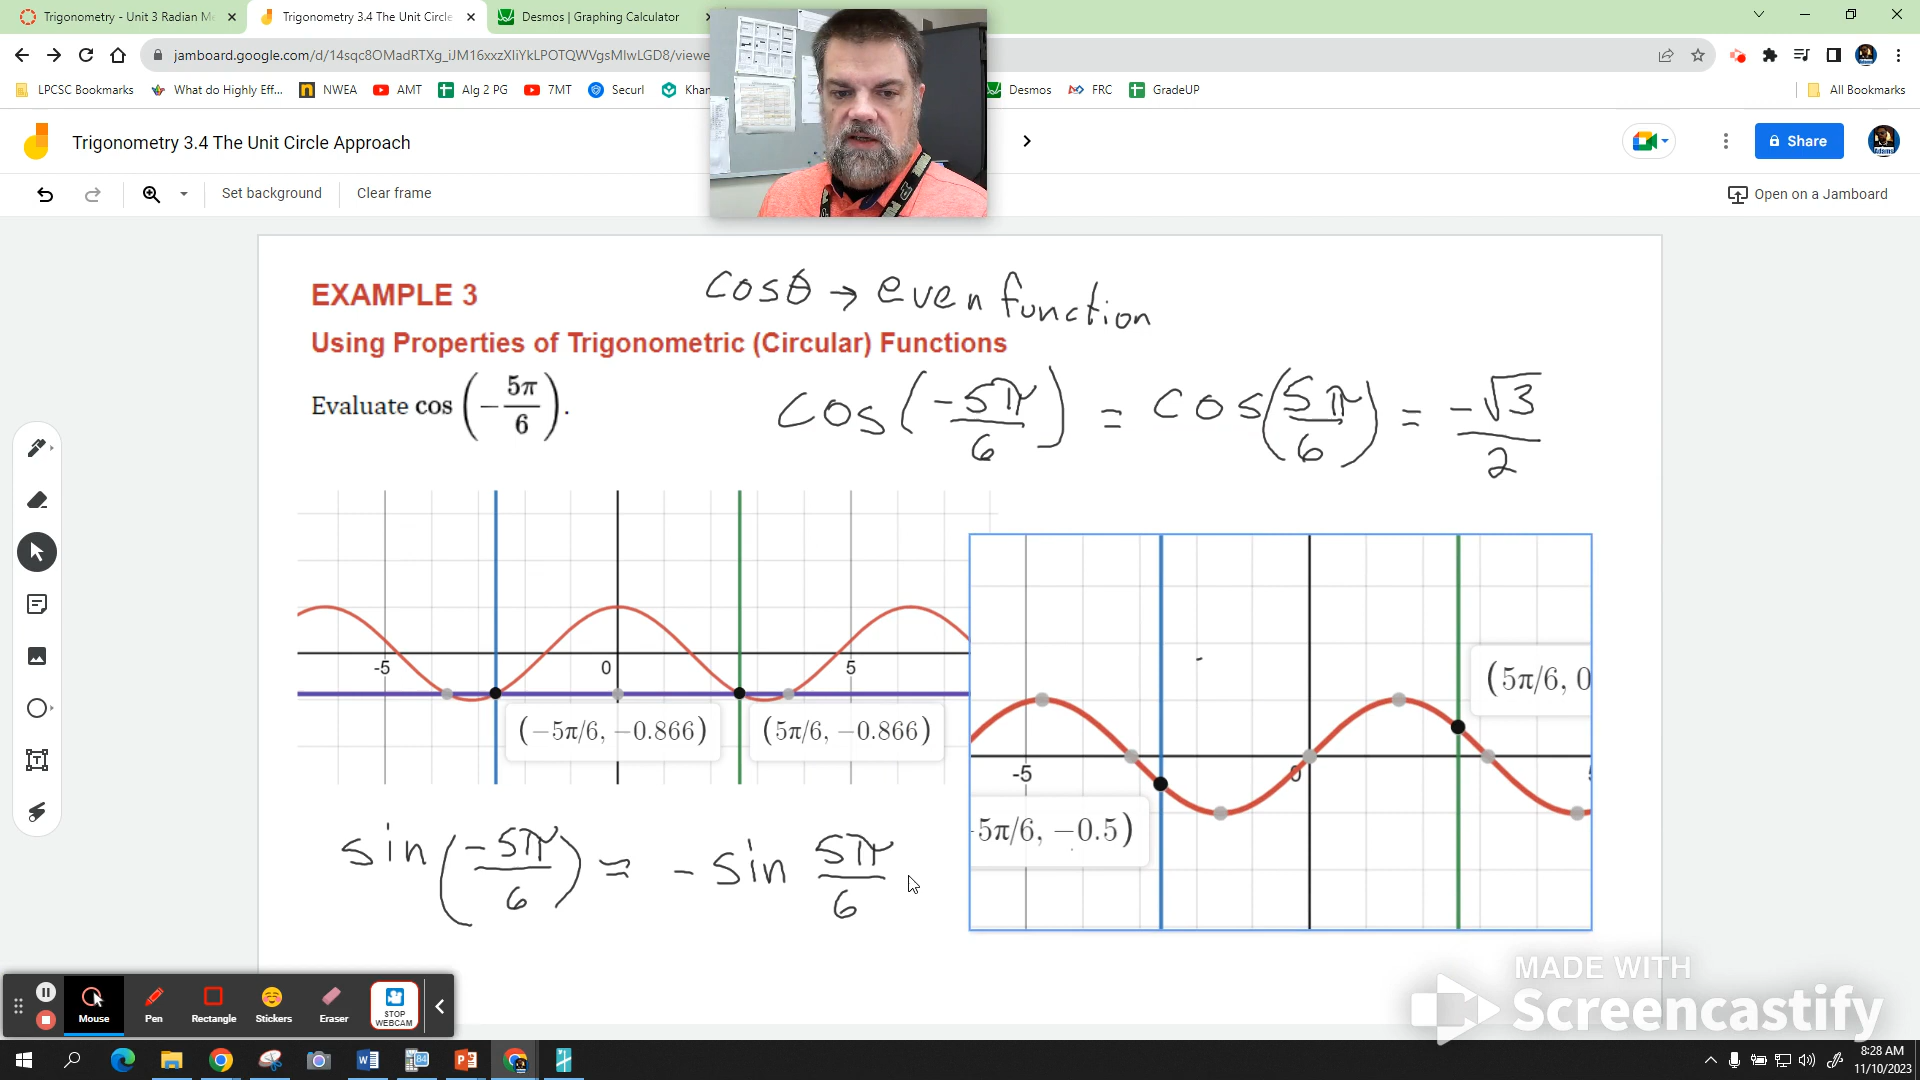 Trigonometry - Unit 3 Radian Me
Trigonometry 3.4 The Unit Circle
Desmos | Graphing Calculator
jamboard.google.com/d/14sqc8OMadRTXg_iJM16xxzXIiYkLPOTQWVgsMlwLGD8/viewe
LPCSC Bookmarks
What do Highly Eff...
NWEA
AMT
Alg 2 PG
7MT
Securl
Khan
Desmos
FRC
GradeUP
All Bookmarks
Trigonometry 3.4 The Unit Circle Approach
Share
Set background
Clear frame
Open on a Jamboard
EXAMPLE 3
cosθ → even function
Using Properties of Trigonometric (Circular) Functions
Evaluate cos (−5π/6).
cos(-5π/6) = cos(5π/6) = -√3/2
-5
0
5
(−5π/6, −0.866)
(5π/6, −0.866)
(5π/6, 0
-5
0
5π/6, −0.5)
sin(-5π/6) = - sin 5π/6
MADE WITH
Screencastify
Mouse
Pen
Rectangle
Stickers
Eraser
STOP
WEBCAM
84
8:28 AM
11/10/2023